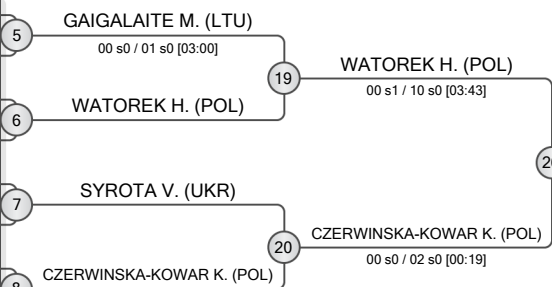 GAIGALAITE M. (LTU)
5
00 s0 / 01 s0 [03:00]
WATOREK H. (POL)
19
00 s1 / 10 s0 [03:43]
WATOREK H. (POL)
6
SYROTA V. (UKR)
7
CZERWINSKA-KOWAR K. (POL)
20
00 s0 / 02 s0 [00:19]
CZERWINSKA-KOWAR K. (POL)
8